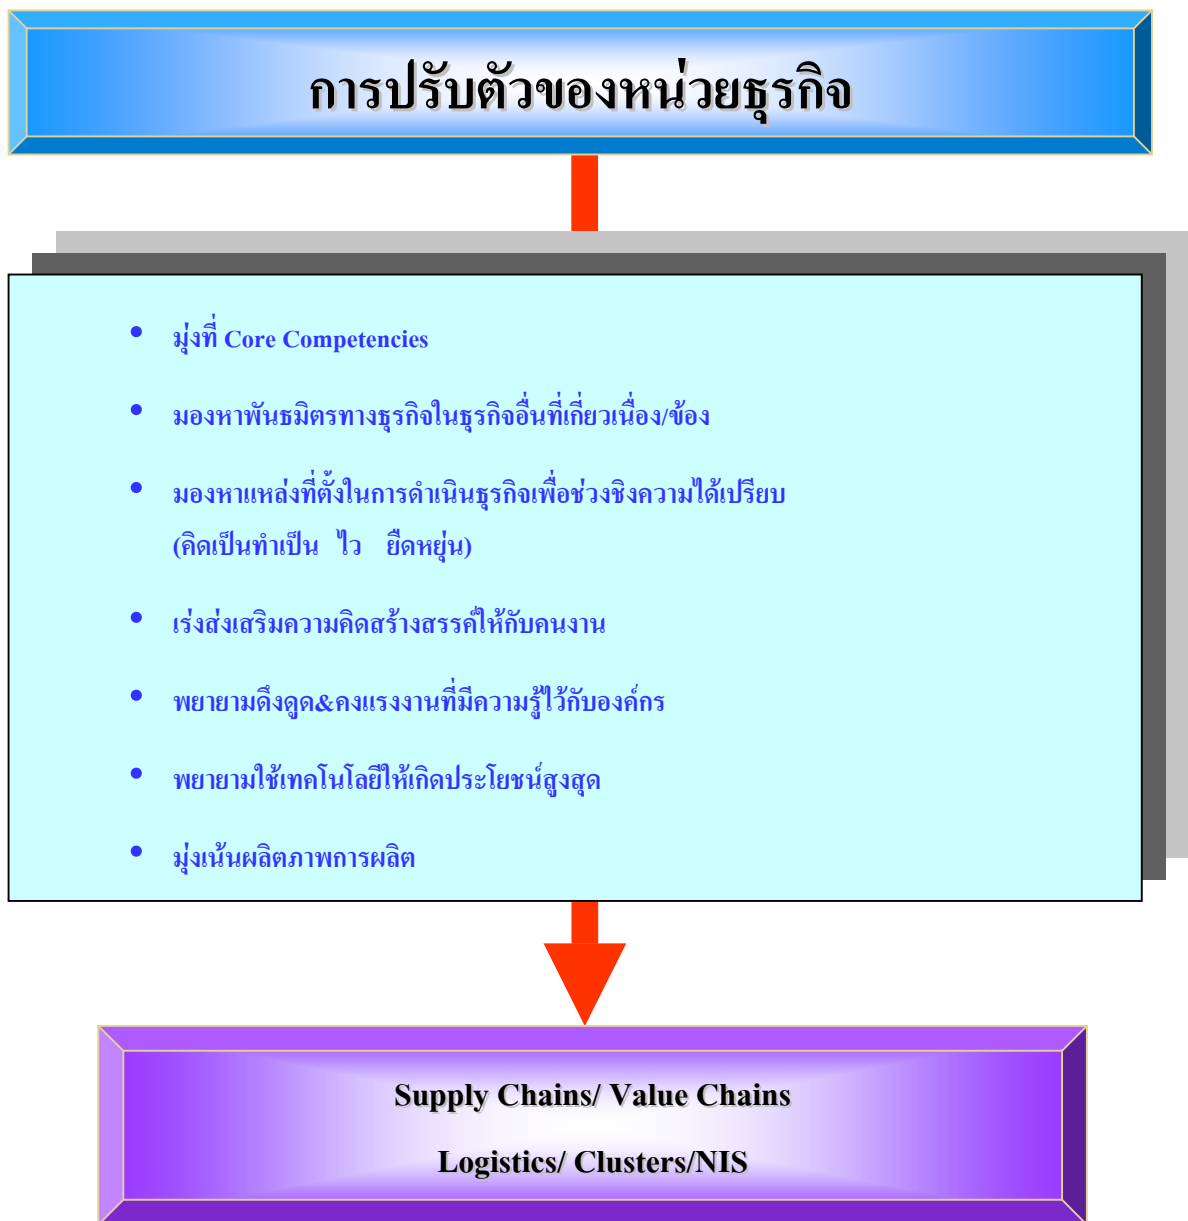 การปรับตัวของหน่วยธุรกิจ
• มุ่งที่ Core Competencies
• มองหาพันธมิตรทางธุรกิจในธุรกิจอื่นที่เกี่ยวเนื่อง/ข้อง
• มองหาแหล่งที่ตั้งในการดำเนินธุรกิจเพื่อช่วงชิงความได้เปรียบ
(คิดเป็นทำเป็น ไว ยืดหยุ่น)
• เร่งส่งเสริมความคิดสร้างสรรค์ให้กับคนงาน
• พยายามดึงดูด&คงแรงงานที่มีความรู้ไว้กับองค์กร
• พยายามใช้เทคโนโลยีให้เกิดประโยชน์สูงสุด
• มุ่งเน้นผลิตภาพการผลิต
Supply Chains/ Value Chains
Logistics/ Clusters/NIS